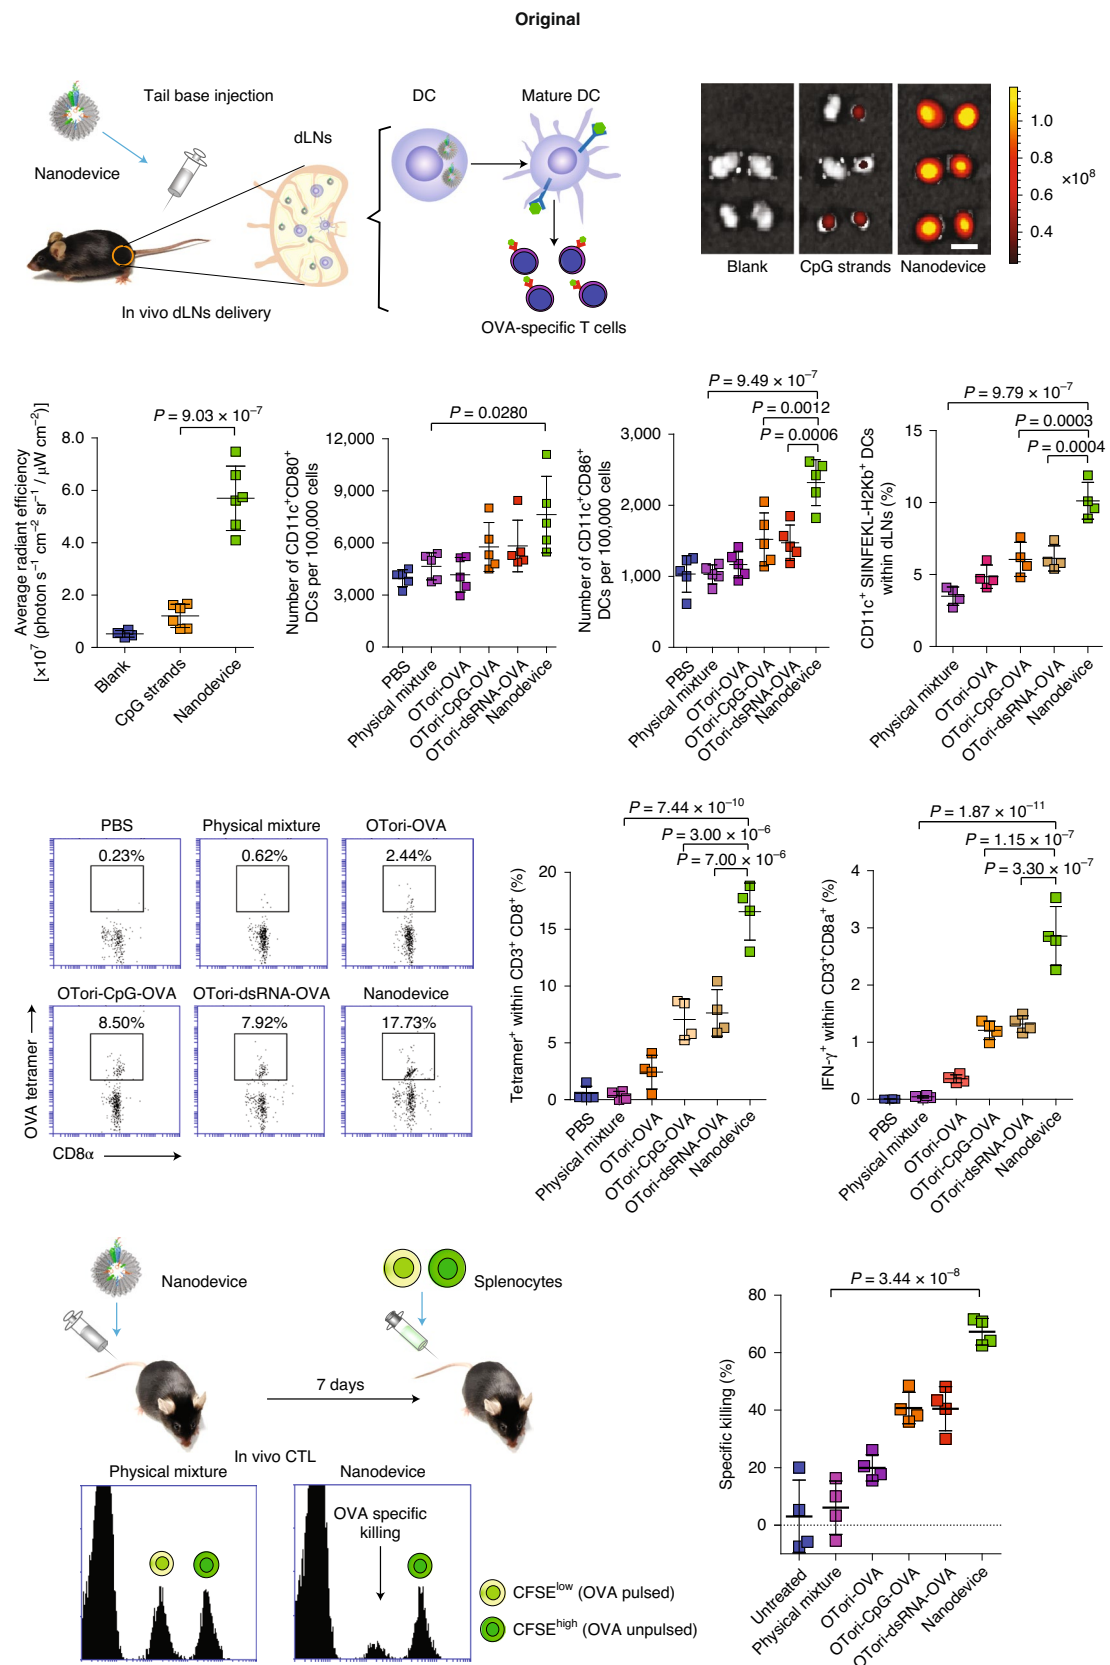 Original
Tail base injection
DC
Mature DC
dLNs
Nanodevice
In vivo dLNs delivery
OVA-specific T cells
1.0
0.8
×10⁸
0.6
0.4
Blank
CpG strands
Nanodevice
Average radiant efficiency
[×10⁷ (photon s⁻¹ cm⁻² sr⁻¹ / μW cm⁻²)]
P = 9.03 × 10⁻⁷
8.0
6.0
4.0
2.0
0
Blank
CpG strands
Nanodevice
Number of CD11c⁺CD80⁺
DCs per 100,000 cells
P = 0.0280
12,000
9,000
6,000
3,000
0
PBS
Physical mixture
OTori-OVA
OTori-CpG-OVA
OTori-dsRNA-OVA
Nanodevice
Number of CD11c⁺CD86⁺
DCs per 100,000 cells
P = 9.49 × 10⁻⁷
P = 0.0012
P = 0.0006
3,000
2,000
1,000
0
PBS
Physical mixture
OTori-OVA
OTori-CpG-OVA
OTori-dsRNA-OVA
Nanodevice
CD11c⁺ SIINFEKL-H2Kb⁺ DCs
within dLNs (%)
P = 9.79 × 10⁻⁷
P = 0.0003
P = 0.0004
15
10
5
0
Physical mixture
OTori-OVA
OTori-CpG-OVA
OTori-dsRNA-OVA
Nanodevice
PBS
Physical mixture
OTori-OVA
0.23%
0.62%
2.44%
OTori-CpG-OVA
OTori-dsRNA-OVA
Nanodevice
8.50%
7.92%
17.73%
OVA tetramer
CD8α
Tetramer⁺ within CD3⁺ CD8⁺ (%)
P = 7.44 × 10⁻¹⁰
P = 3.00 × 10⁻⁶
P = 7.00 × 10⁻⁶
20
15
10
5
0
PBS
Physical mixture
OTori-OVA
OTori-CpG-OVA
OTori-dsRNA-OVA
Nanodevice
IFN-γ⁺ within CD3⁺CD8a⁺ (%)
P = 1.87 × 10⁻¹¹
P = 1.15 × 10⁻⁷
P = 3.30 × 10⁻⁷
4
3
2
1
0
PBS
Physical mixture
OTori-OVA
OTori-CpG-OVA
OTori-dsRNA-OVA
Nanodevice
Nanodevice
Splenocytes
7 days
In vivo CTL
Physical mixture
Nanodevice
OVA specific
killing
CFSEˡᵒʷ (OVA pulsed)
CFSEʰⁱᵍʰ (OVA unpulsed)
Specific killing (%)
P = 3.44 × 10⁻⁸
80
60
40
20
0
Untreated
Physical mixture
OTori-OVA
OTori-CpG-OVA
OTori-dsRNA-OVA
Nanodevice